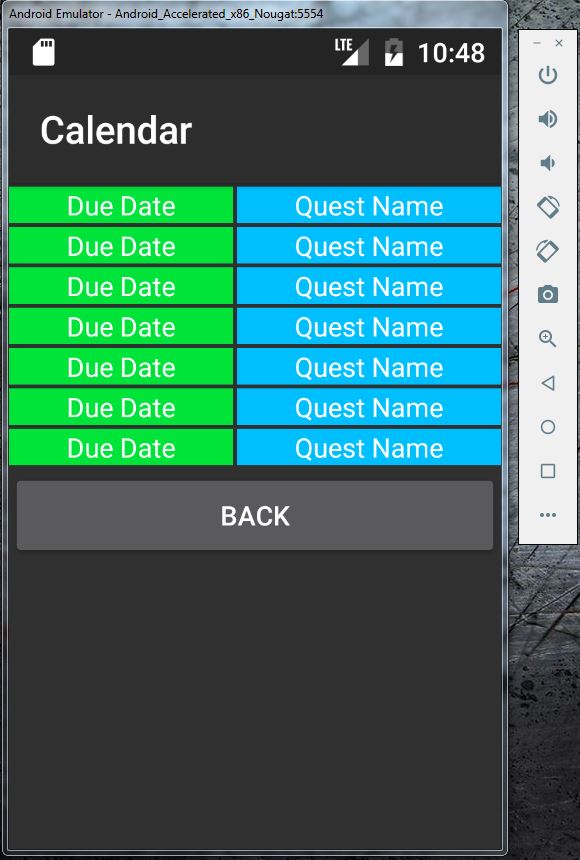 Android Emulator - Android_Accelerated_x86_Nougat:5554
LTE 10:48
Calendar
Due Date Quest Name
Due Date Quest Name
Due Date Quest Name
Due Date Quest Name
Due Date Quest Name
Due Date Quest Name
Due Date Quest Name
BACK